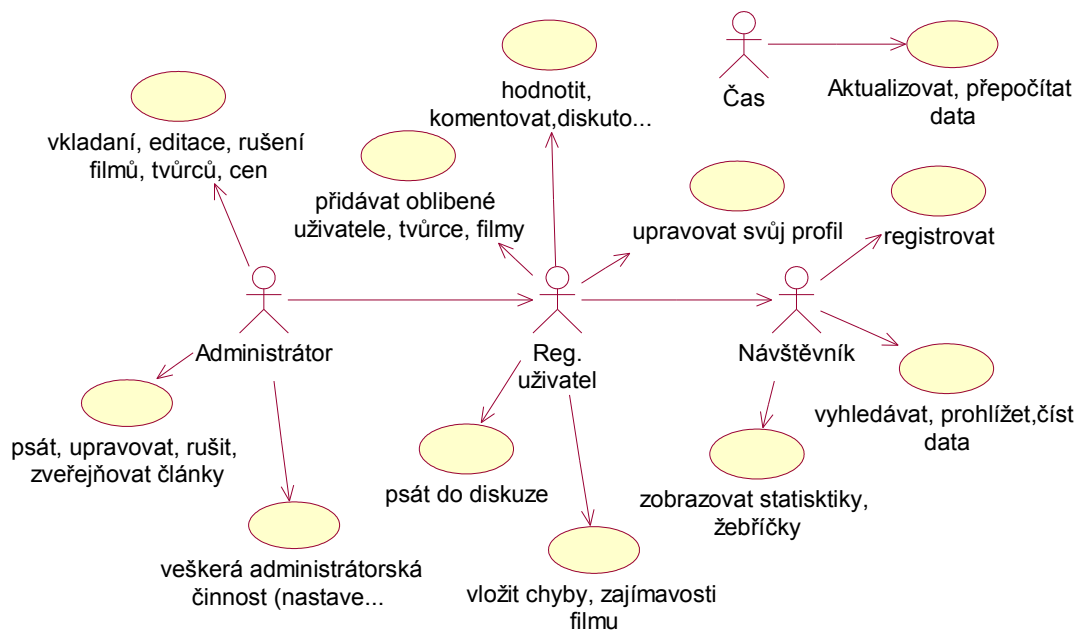 hodnotit,
komentovat,diskuto...
Čas
Aktualizovat, přepočítat
data
vkladaní, editace, rušení
filmů, tvůrců, cen
přidávat oblibené
uživatele, tvůrce, filmy
upravovat svůj profil
registrovat
Administrátor
Reg.
uživatel
Návštěvník
psát, upravovat, rušit,
zveřejňovat články
psát do diskuze
vyhledávat, prohlížet,číst
data
zobrazovat statisktiky,
žebříčky
veškerá administrátorská
činnost (nastave...
vložit chyby, zajímavosti
filmu